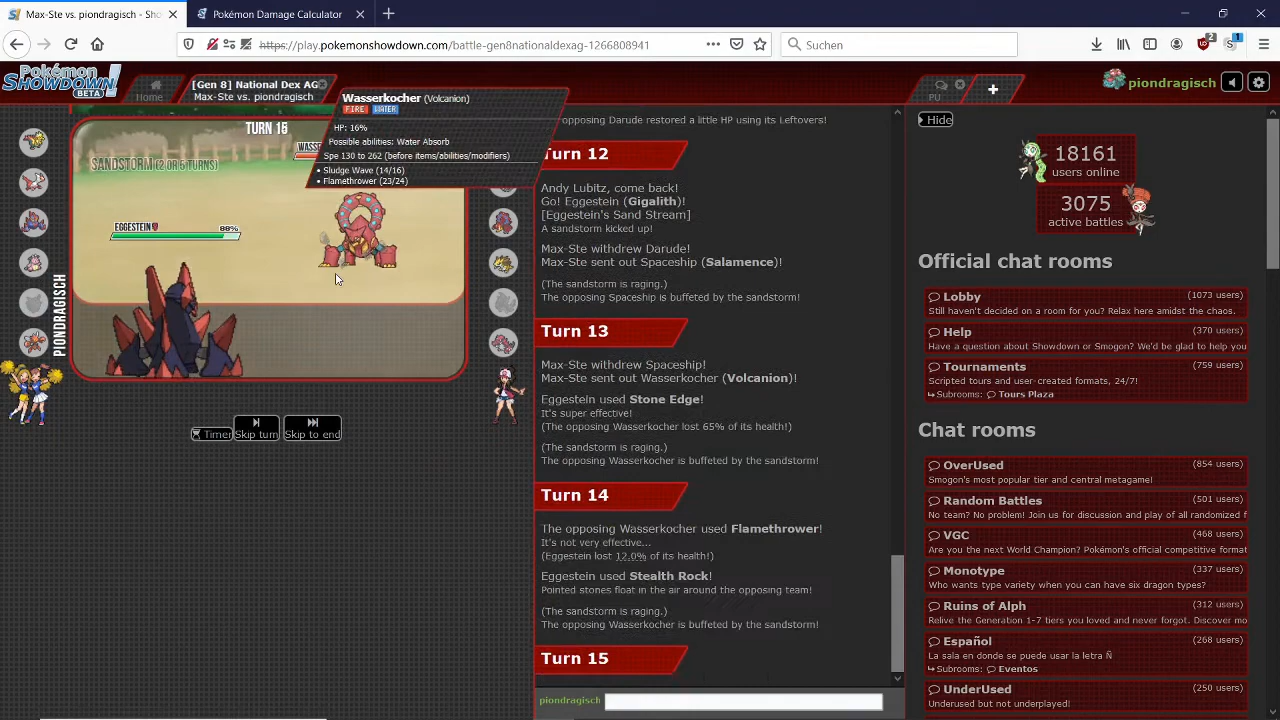 Max-Ste vs. piondragisch - Sho
Pokémon Damage Calculator
https://play.pokemonshowdown.com/battle-gen8nationaldexag-1266808941
Suchen
2
1
Pokémon
SHOWDOWN!
BETA
Home
[Gen 8] National Dex AG
Max-Ste vs. piondragisch
PU
piondragisch
Wasserkocher (Volcanion)
FIRE WATER
HP: 16%
Possible abilities: Water Absorb
Spe 130 to 262 (before items/abilities/modifiers)
• Sludge Wave (14/16)
• Flamethrower (23/24)
TURN 15
SANDSTORM (2 OR 5 TURNS)
EGGESTEIN
88%
PIONDRAGISCH
Timer
Skip turn
Skip to end
The opposing Darude restored a little HP using its Leftovers!
Turn 12
Andy Lubitz, come back!
Go! Eggestein (Gigalith)!
[Eggestein's Sand Stream]
A sandstorm kicked up!
Max-Ste withdrew Darude!
Max-Ste sent out Spaceship (Salamence)!
(The sandstorm is raging.)
The opposing Spaceship is buffeted by the sandstorm!
Turn 13
Max-Ste withdrew Spaceship!
Max-Ste sent out Wasserkocher (Volcanion)!
Eggestein used Stone Edge!
It's super effective!
(The opposing Wasserkocher lost 65% of its health!)
(The sandstorm is raging.)
The opposing Wasserkocher is buffeted by the sandstorm!
Turn 14
The opposing Wasserkocher used Flamethrower!
It's not very effective...
(Eggestein lost 12.0% of its health!)
Eggestein used Stealth Rock!
Pointed stones float in the air around the opposing team!
(The sandstorm is raging.)
The opposing Wasserkocher is buffeted by the sandstorm!
Turn 15
piondragisch
Hide
18161
users online
3075
active battles
Official chat rooms
Lobby (1073 users)
Still haven't decided on a room for you? Relax here amidst the chaos.
Help (370 users)
Have a question about Showdown or Smogon? We'd be glad to help you
Tournaments (759 users)
Scripted tours and user-created formats, 24/7!
Subrooms: Tours Plaza
Chat rooms
OverUsed (854 users)
Smogon's most popular tier and central metagame!
Random Battles (501 users)
No team? No problem! Join us for discussion and play of all randomized f
VGC (468 users)
Are you the next World Champion? Pokémon's official competitive format
Monotype (337 users)
Who wants type variety when you can have six dragon types?
Ruins of Alph (312 users)
Relive the Generation 1-7 tiers you loved and never forgot. Discover mo
Español (268 users)
La sala en donde se puede usar la letra Ñ
Subrooms: Eventos
UnderUsed (250 users)
Underused but not underplayed!